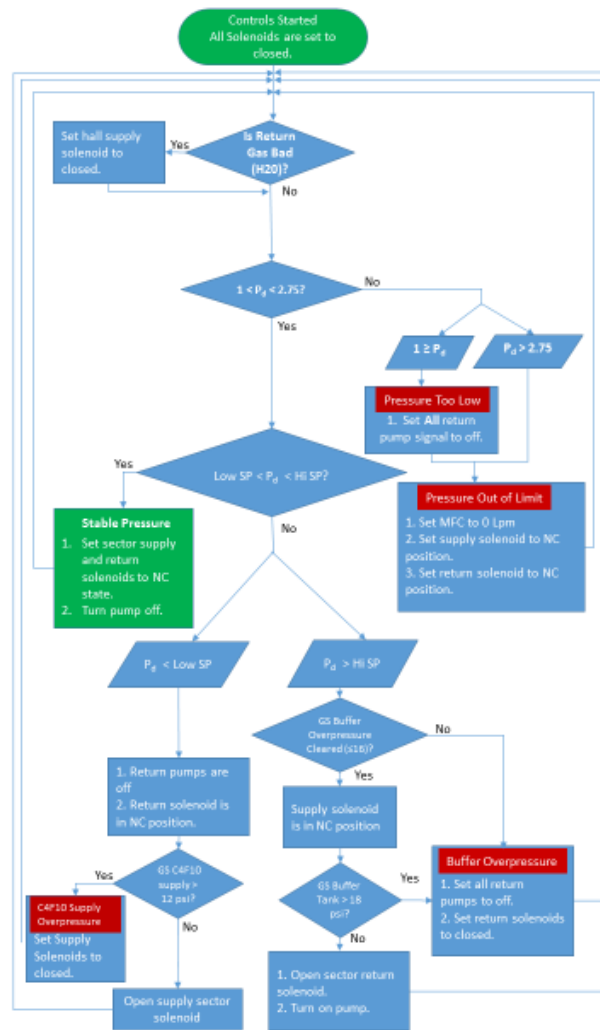 Controls Started
All Solenoids are set to
closed.
Set hall supply
solenoid to
closed.
Yes
Is Return
Gas Bad
(H20)?
No
1 < Pd < 2.75?
No
Yes
1 ≥ Pd
Pd > 2.75
Pressure Too Low
1. Set All return
pump signal to off.
Yes
Low SP < Pd < Hi SP?
No
Pressure Out of Limit
1. Set MFC to 0 Lpm
2. Set supply solenoid to NC
position.
3. Set return solenoid to NC
position.
Stable Pressure
1. Set sector supply
and return
solenoids to NC
state.
2. Turn pump off.
Pd < Low SP
Pd > Hi SP
GS Buffer
Overpressure
Cleared (≤16)?
No
Yes
1. Return pumps are
off
2. Return solenoid is
in NC position.
Supply solenoid
is in NC position
Yes
GS C4F10
supply >
12 psi?
No
GS Buffer
Tank > 18
psi?
Yes
No
Buffer Overpressure
1. Set all return
pumps to off.
2. Set return solenoids
to closed.
C4F10 Supply
Overpressure
Set Supply
Solenoids to
closed.
Open supply sector
solenoid
1. Open sector return
solenoid.
2. Turn on pump.